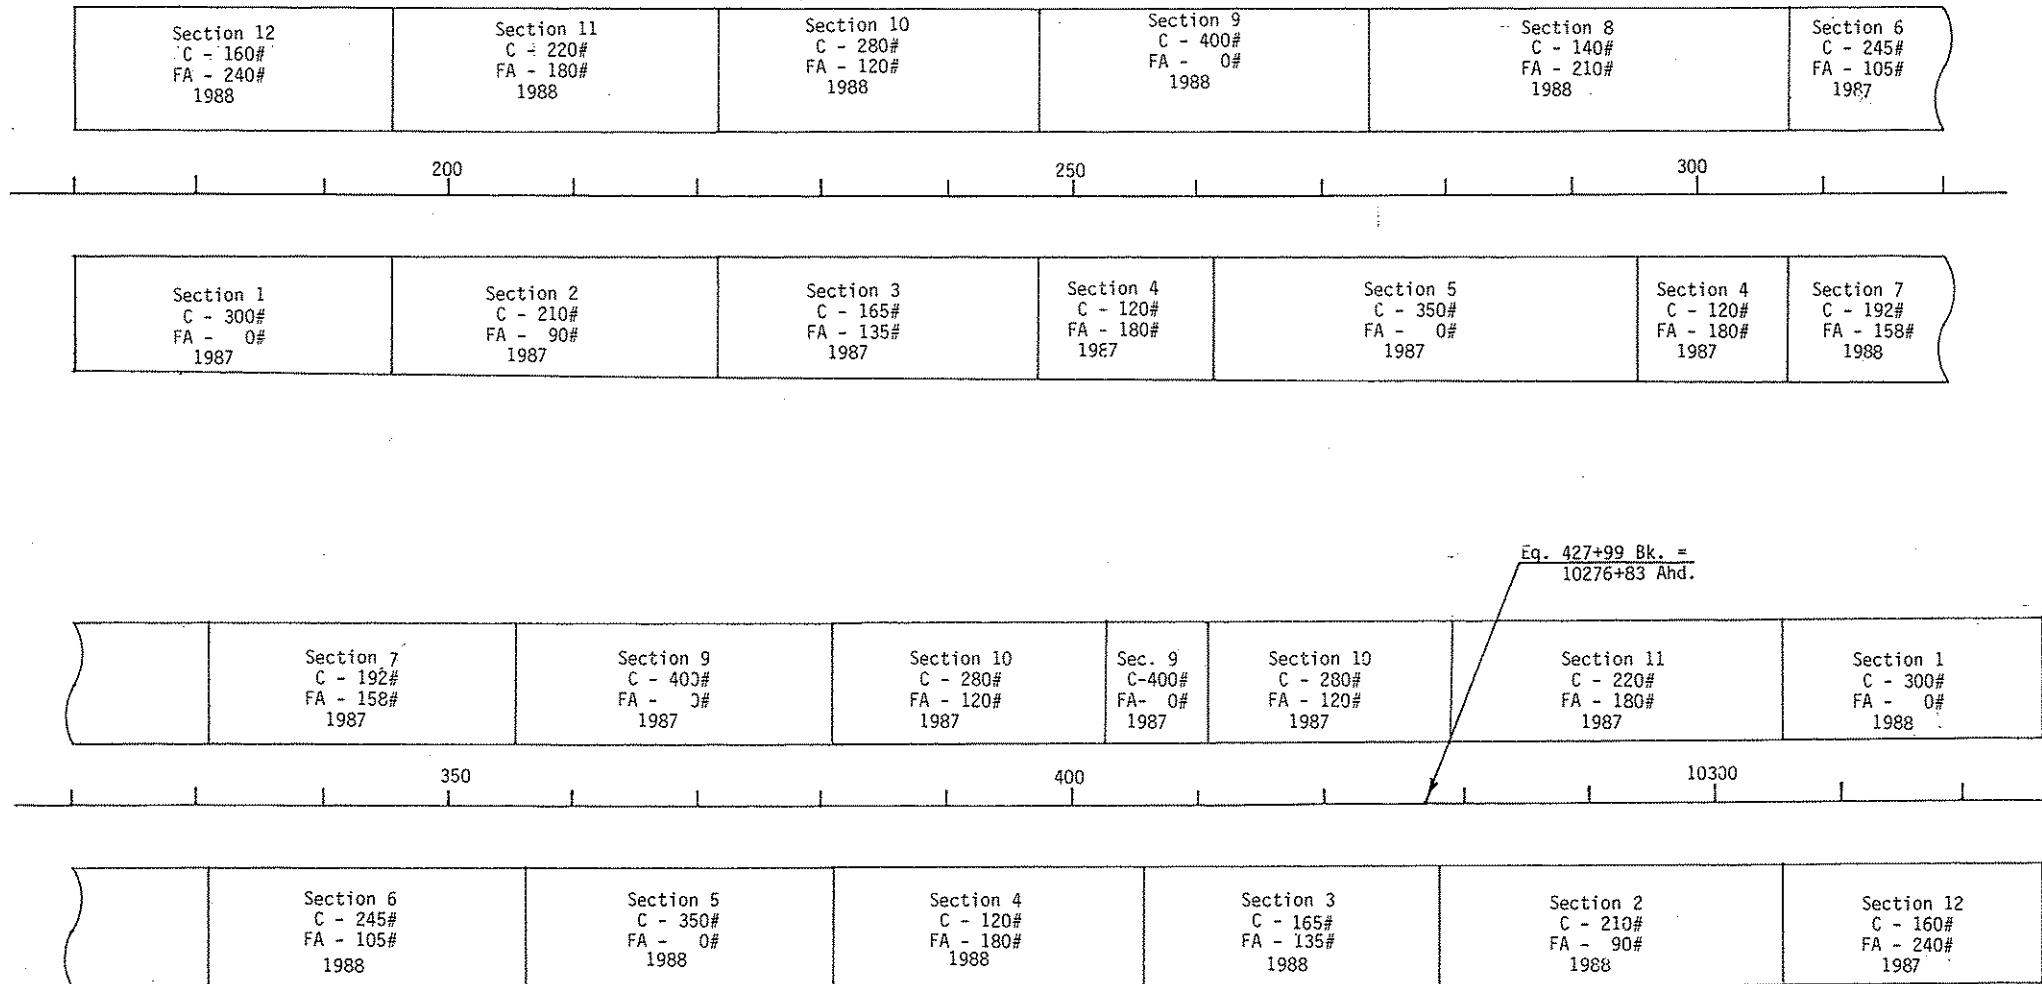 Section 12
C - 160#
FA - 240#
1988
Section 11
C - 220#
FA - 180#
1988
Section 10
C - 280#
FA - 120#
1988
Section 9
C - 400#
FA - 0#
1988
Section 8
C - 140#
FA - 210#
1988
Section 6
C - 245#
FA - 105#
1987
200
250
300
Section 1
C - 300#
FA - 0#
1987
Section 2
C - 210#
FA - 90#
1987
Section 3
C - 165#
FA - 135#
1987
Section 4
C - 120#
FA - 180#
1987
Section 5
C - 350#
FA - 0#
1987
Section 4
C - 120#
FA - 180#
1987
Section 7
C - 192#
FA - 158#
1988
Eq. 427+99 Bk. =
10276+83 Ahd.
Section 7
C - 192#
FA - 158#
1987
Section 9
C - 400#
FA - 0#
1987
Section 10
C - 280#
FA - 120#
1987
Sec. 9
C-400#
FA- 0#
1987
Section 10
C - 280#
FA - 120#
1987
Section 11
C - 220#
FA - 180#
1987
Section 1
C - 300#
FA - 0#
1988
350
400
10300
Section 6
C - 245#
FA - 105#
1988
Section 5
C - 350#
FA - 0#
1988
Section 4
C - 120#
FA - 180#
1988
Section 3
C - 165#
FA - 135#
1988
Section 2
C - 210#
FA - 90#
1988
Section 12
C - 160#
FA - 240#
1987